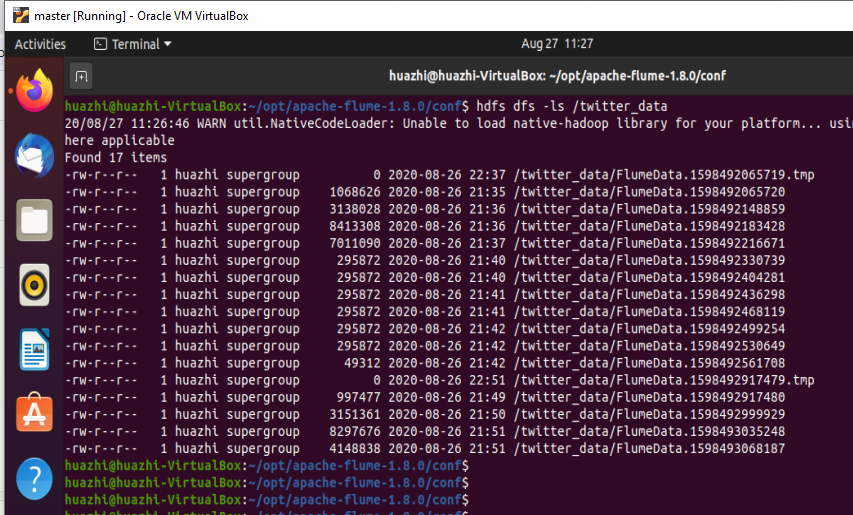 master [Running] - Oracle VM VirtualBox
Activities Terminal Aug 27 11:27
huazhi@huazhi-VirtualBox: ~/opt/apache-flume-1.8.0/conf
huazhi@huazhi-VirtualBox:~/opt/apache-flume-1.8.0/conf$ hdfs dfs -ls /twitter_data
20/08/27 11:26:46 WARN util.NativeCodeLoader: Unable to load native-hadoop library for your platform... usin
here applicable
Found 17 items
-rw-r--r-- 1 huazhi supergroup 0 2020-08-26 22:37 /twitter_data/FlumeData.1598492065719.tmp
-rw-r--r-- 1 huazhi supergroup 1068626 2020-08-26 21:35 /twitter_data/FlumeData.1598492065720
-rw-r--r-- 1 huazhi supergroup 3138028 2020-08-26 21:36 /twitter_data/FlumeData.1598492148859
-rw-r--r-- 1 huazhi supergroup 8413308 2020-08-26 21:36 /twitter_data/FlumeData.1598492183428
-rw-r--r-- 1 huazhi supergroup 7011090 2020-08-26 21:37 /twitter_data/FlumeData.1598492216671
-rw-r--r-- 1 huazhi supergroup 295872 2020-08-26 21:40 /twitter_data/FlumeData.1598492330739
-rw-r--r-- 1 huazhi supergroup 295872 2020-08-26 21:40 /twitter_data/FlumeData.1598492404281
-rw-r--r-- 1 huazhi supergroup 295872 2020-08-26 21:41 /twitter_data/FlumeData.1598492436298
-rw-r--r-- 1 huazhi supergroup 295872 2020-08-26 21:41 /twitter_data/FlumeData.1598492468119
-rw-r--r-- 1 huazhi supergroup 295872 2020-08-26 21:42 /twitter_data/FlumeData.1598492499254
-rw-r--r-- 1 huazhi supergroup 295872 2020-08-26 21:42 /twitter_data/FlumeData.1598492530649
-rw-r--r-- 1 huazhi supergroup 49312 2020-08-26 21:42 /twitter_data/FlumeData.1598492561708
-rw-r--r-- 1 huazhi supergroup 0 2020-08-26 22:51 /twitter_data/FlumeData.1598492917479.tmp
-rw-r--r-- 1 huazhi supergroup 997477 2020-08-26 21:49 /twitter_data/FlumeData.1598492917480
-rw-r--r-- 1 huazhi supergroup 3151361 2020-08-26 21:50 /twitter_data/FlumeData.1598492999929
-rw-r--r-- 1 huazhi supergroup 8297676 2020-08-26 21:51 /twitter_data/FlumeData.1598493035248
-rw-r--r-- 1 huazhi supergroup 4148838 2020-08-26 21:51 /twitter_data/FlumeData.1598493068187
huazhi@huazhi-VirtualBox:~/opt/apache-flume-1.8.0/conf$
huazhi@huazhi-VirtualBox:~/opt/apache-flume-1.8.0/conf$
huazhi@huazhi-VirtualBox:~/opt/apache-flume-1.8.0/conf$
huazhi@huazhi-VirtualBox:~/opt/apache-flume-1.8.0/conf$